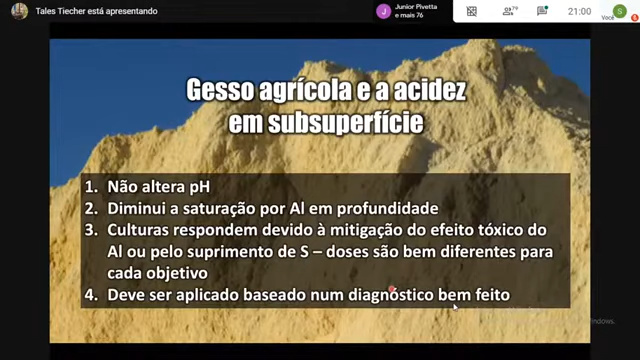 Tales Tiecher está apresentando
Junior Pivetta
e mais 76
79
21:00
Você
J
S
Gesso agrícola e a acidez
em subsuperfície
1. Não altera pH
2. Diminui a saturação por Al em profundidade
3. Culturas respondem devido à mitigação do efeito tóxico do
Al ou pelo suprimento de S – doses são bem diferentes para
cada objetivo
4. Deve ser aplicado baseado num diagnóstico bem feito